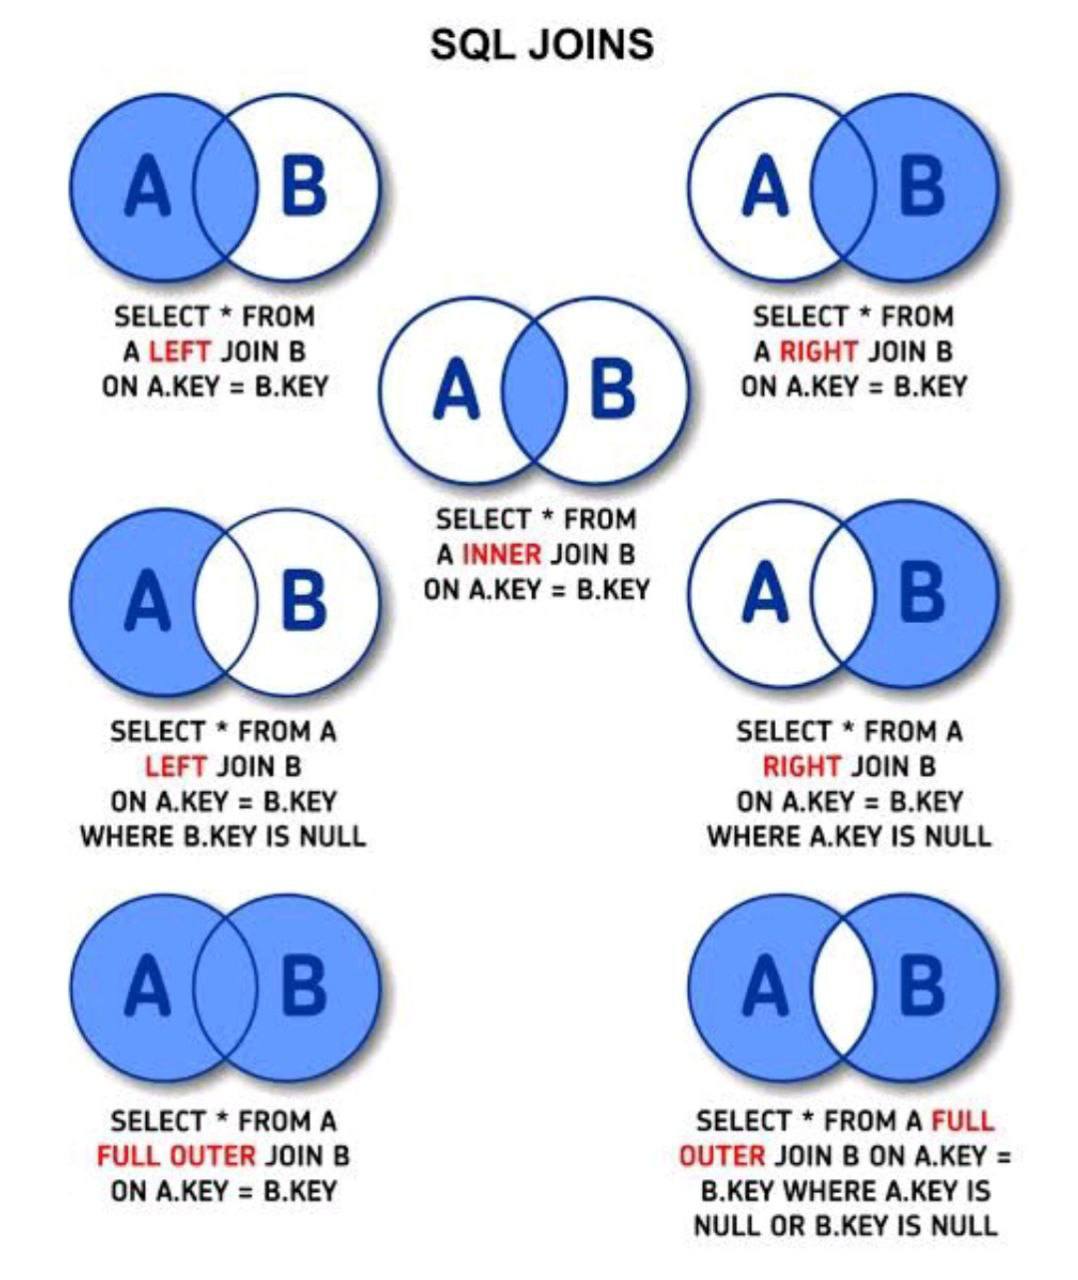 SQL JOINS
A B
SELECT * FROM
A LEFT JOIN B
ON A.KEY = B.KEY
A B
SELECT * FROM
A RIGHT JOIN B
ON A.KEY = B.KEY
A B
SELECT * FROM
A INNER JOIN B
ON A.KEY = B.KEY
A B
SELECT * FROM A
LEFT JOIN B
ON A.KEY = B.KEY
WHERE B.KEY IS NULL
A B
SELECT * FROM A
RIGHT JOIN B
ON A.KEY = B.KEY
WHERE A.KEY IS NULL
A B
SELECT * FROM A
FULL OUTER JOIN B
ON A.KEY = B.KEY
A B
SELECT * FROM A FULL
OUTER JOIN B ON A.KEY =
B.KEY WHERE A.KEY IS
NULL OR B.KEY IS NULL